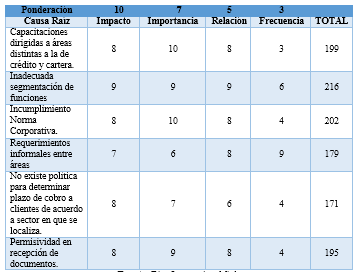 Ponderación 10 7 5 3
Causa Raíz Impacto Importancia Relación Frecuencia TOTAL
Capacitaciones
dirigidas a áreas
distintas a la de
crédito y cartera.
8 10 8 3 199
Inadecuada
segmentación de
funciones
9 9 9 6 216
Incumplimiento
Norma
Corporativa.
8 10 8 4 202
Requerimientos
informales entre
áreas
7 6 8 9 179
No existe política
para determinar
plazo de cobro a
clientes de acuerdo
a sector en que se
localiza.
8 7 6 4 171
Permisividad en
recepción de
documentos.
8 9 8 4 195